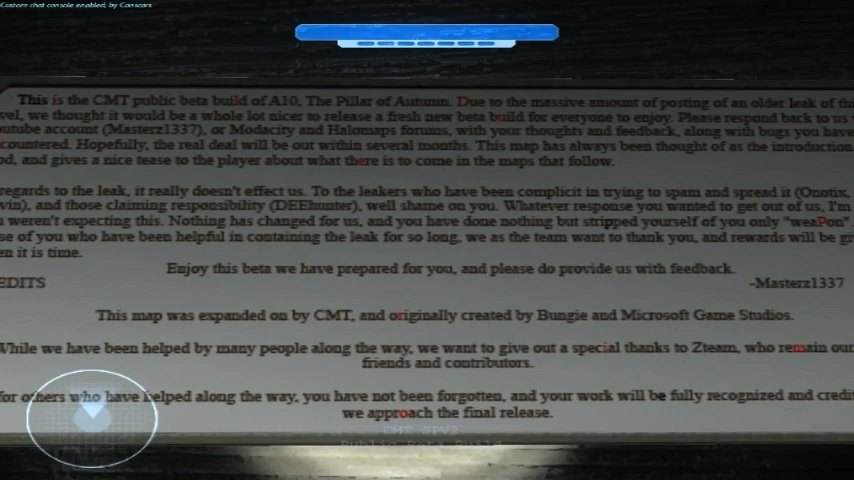 Custom chat console enabled, by Conscars
This is the CMT public beta build of A10, The Pillar of Autumn. Due to the massive amount of posting of an older leak of thi
vel, we thought it would be a whole lot nicer to release a fresh new beta build for everyone to enjoy. Please respond back to us
outube account (Masterz1337), or Modacity and Halomaps forums, with your thoughts and feedback, along with bugs you have
countered. Hopefully, the real deal will be out within several months. This map has always been thought of as the introduction
od, and gives a nice tease to the player about what there is to come in the maps that follow.
regards to the leak, it really doesn't effect us. To the leakers who have been complicit in trying to spam and spread it (Onotix,
vin), and those claiming responsibility (DEEhunter), well shame on you. Whatever response you wanted to get out of us, I'm
weren't expecting this. Nothing has changed for us, and you have done nothing but stripped yourself of you only "weaPon".
se of you who have been helpful in containing the leak for so long, we as the team want to thank you, and rewards will be gi
en it is time.
Enjoy this beta we have prepared for you, and please do provide us with feedback.
EDITS -Masterz1337
This map was expanded on by CMT, and originally created by Bungie and Microsoft Game Studios.
While we have been helped by many people along the way, we want to give out a special thanks to Zteam, who remain our
friends and contributors.
for others who have helped along the way, you have not been forgotten, and your work will be fully recognized and credi
we approach the final release.
CMT SPV2
Public Beta Build